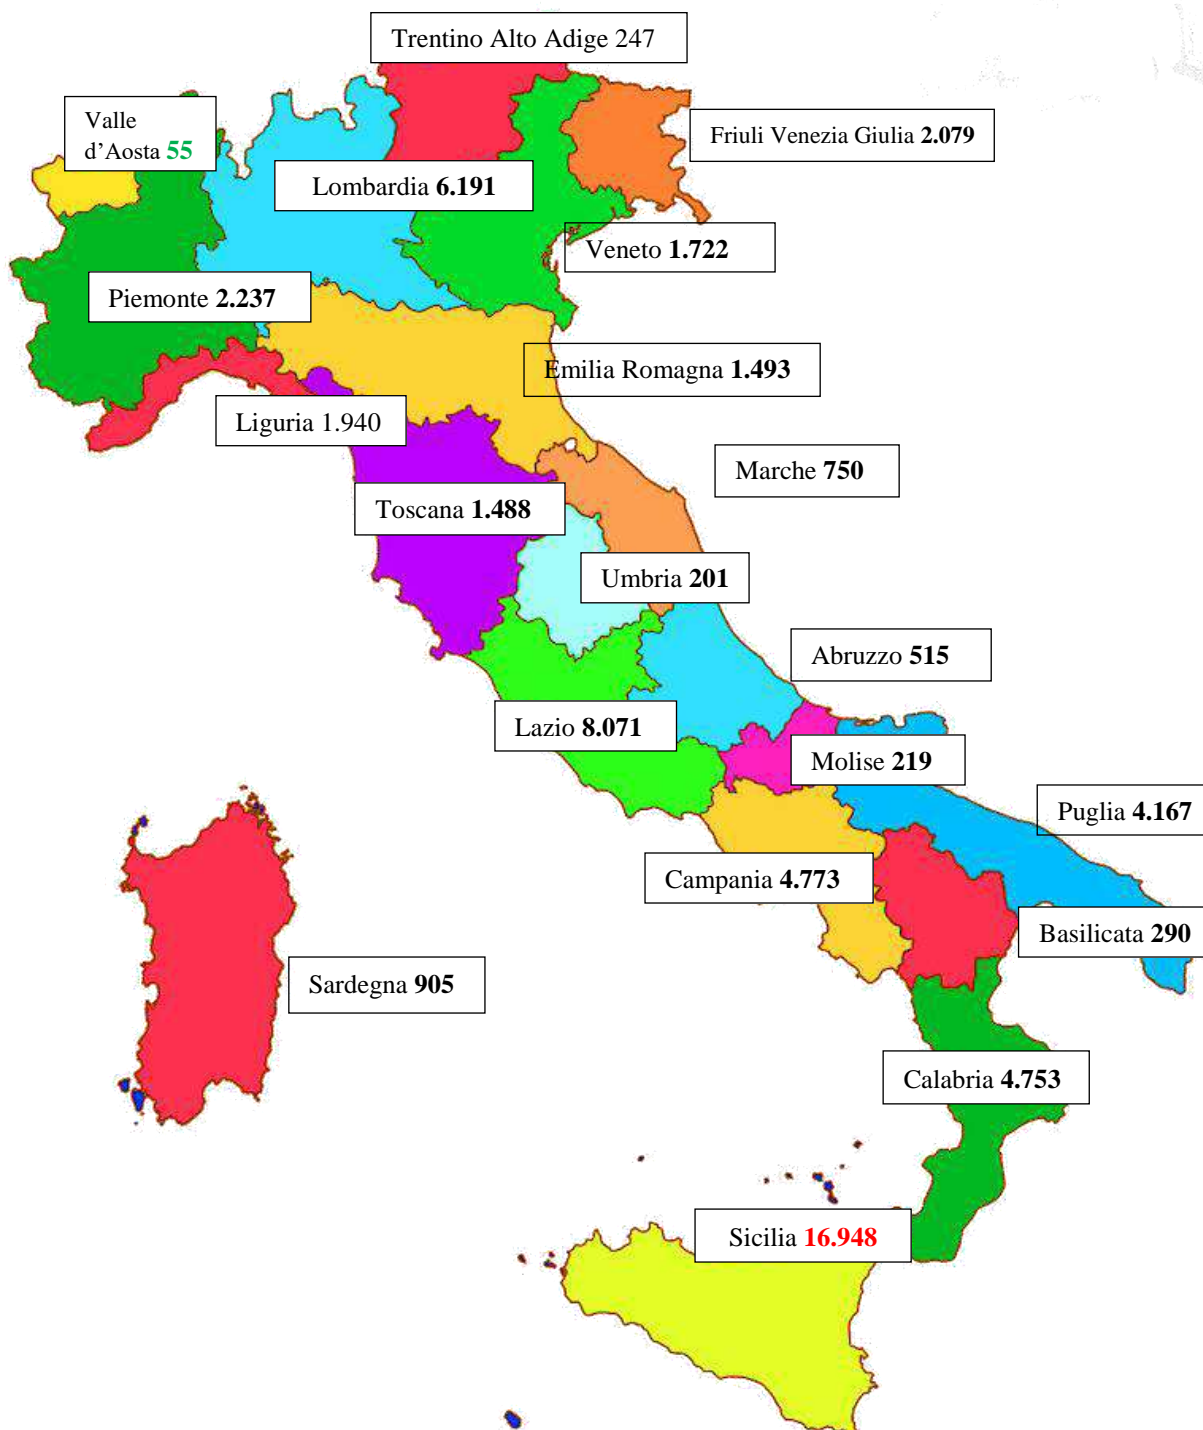 Trentino Alto Adige 247
Valle
d'Aosta 55
Friuli Venezia Giulia 2.079
Lombardia 6.191
Veneto 1.722
Piemonte 2.237
Emilia Romagna 1.493
Liguria 1.940
Marche 750
Toscana 1.488
Umbria 201
Abruzzo 515
Lazio 8.071
Molise 219
Puglia 4.167
Campania 4.773
Basilicata 290
Sardegna 905
Calabria 4.753
Sicilia 16.948